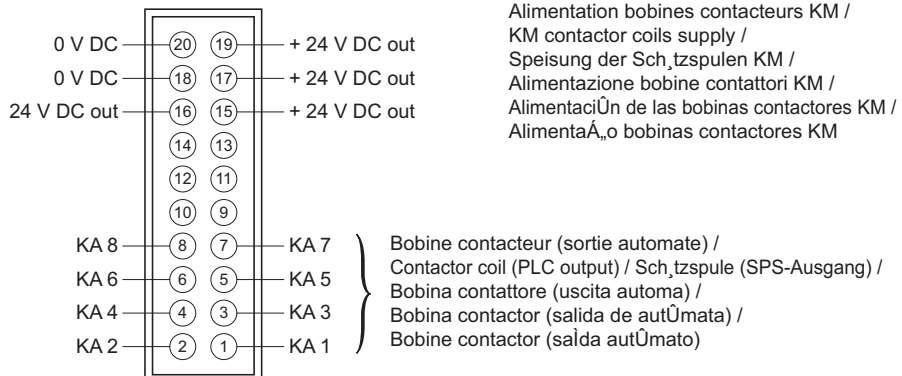 Alimentation bobines contacteurs KM /
KM contactor coils supply /
Speisung der Sch¸tzspulen KM /
Alimentazione bobine contattori KM /
AlimentaciÛn de las bobinas contactores KM /
AlimentaÁ„o bobinas contactores KM
0 V DC 20 19 + 24 V DC out
0 V DC 18 17 + 24 V DC out
24 V DC out 16 15 + 24 V DC out
14 13
12 11
10 9
KA 8 8 7 KA 7
KA 6 6 5 KA 5
KA 4 4 3 KA 3
KA 2 2 1 KA 1
Bobine contacteur (sortie automate) /
Contactor coil (PLC output) / Sch¸tzspule (SPS-Ausgang) /
Bobina contattore (uscita automa) /
Bobina contactor (salida de autÛmata) /
Bobine contactor (saÌda autÛmato)